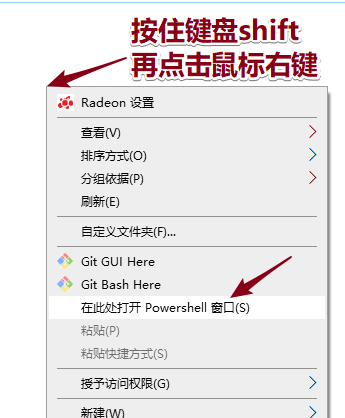 按住键盘shift
再点击鼠标右键
Radeon 设置
查看(V)
排序方式(O)
分组依据(P)
刷新(E)
自定义文件夹(F)...
Git GUI Here
Git Bash Here
在此处打开 Powershell 窗口(S)
粘贴(P)
粘贴快捷方式(S)
授予访问权限(G)
新建(W)